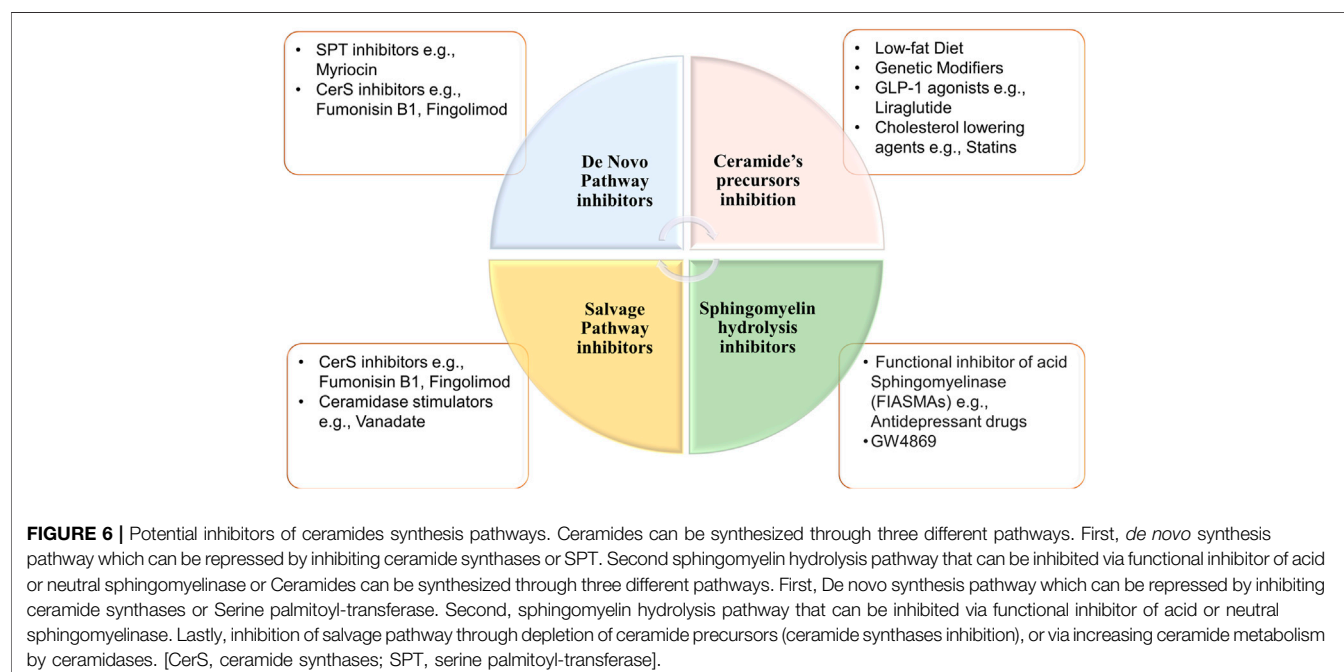 • SPT inhibitors e.g.,
Myriocin
• CerS inhibitors e.g.,
Fumonisin B1, Fingolimod
• Low-fat Diet
• Genetic Modifiers
• GLP-1 agonists e.g.,
Liraglutide
• Cholesterol lowering
agents e.g., Statins
De Novo
Pathway
inhibitors
Ceramide's
precursors
inhibition
Salvage
Pathway
inhibitors
Sphingomyelin
hydrolysis
inhibitors
• CerS inhibitors e.g.,
Fumonisin B1, Fingolimod
• Ceramidase stimulators
e.g., Vanadate
• Functional inhibitor of acid
Sphingomyelinase
(FIASMAs) e.g.,
Antidepressant drugs
• GW4869
FIGURE 6 | Potential inhibitors of ceramides synthesis pathways. Ceramides can be synthesized through three different pathways. First, de novo synthesis
pathway which can be repressed by inhibiting ceramide synthases or SPT. Second sphingomyelin hydrolysis pathway that can be inhibited via functional inhibitor of acid
or neutral sphingomyelinase or Ceramides can be synthesized through three different pathways. First, De novo synthesis pathway which can be repressed by inhibiting
ceramide synthases or Serine palmitoyl-transferase. Second, sphingomyelin hydrolysis pathway that can be inhibited via functional inhibitor of acid or neutral
sphingomyelinase. Lastly, inhibition of salvage pathway through depletion of ceramide precursors (ceramide synthases inhibition), or via increasing ceramide metabolism
by ceramidases. [CerS, ceramide synthases; SPT, serine palmitoyl-transferase].